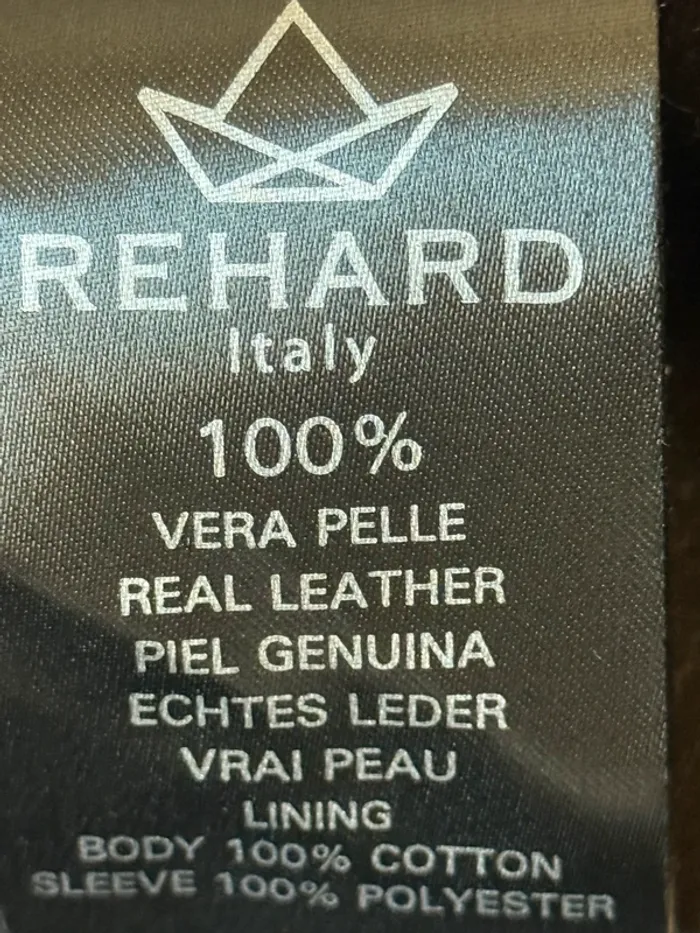 REHARD
Italy
100%
VERA PELLE
REAL LEATHER
PIEL GENUINA
ECHTES LEDER
VRAI PEAU
LINING
BODY 100% COTTON
SLEEVE 100% POLYESTER